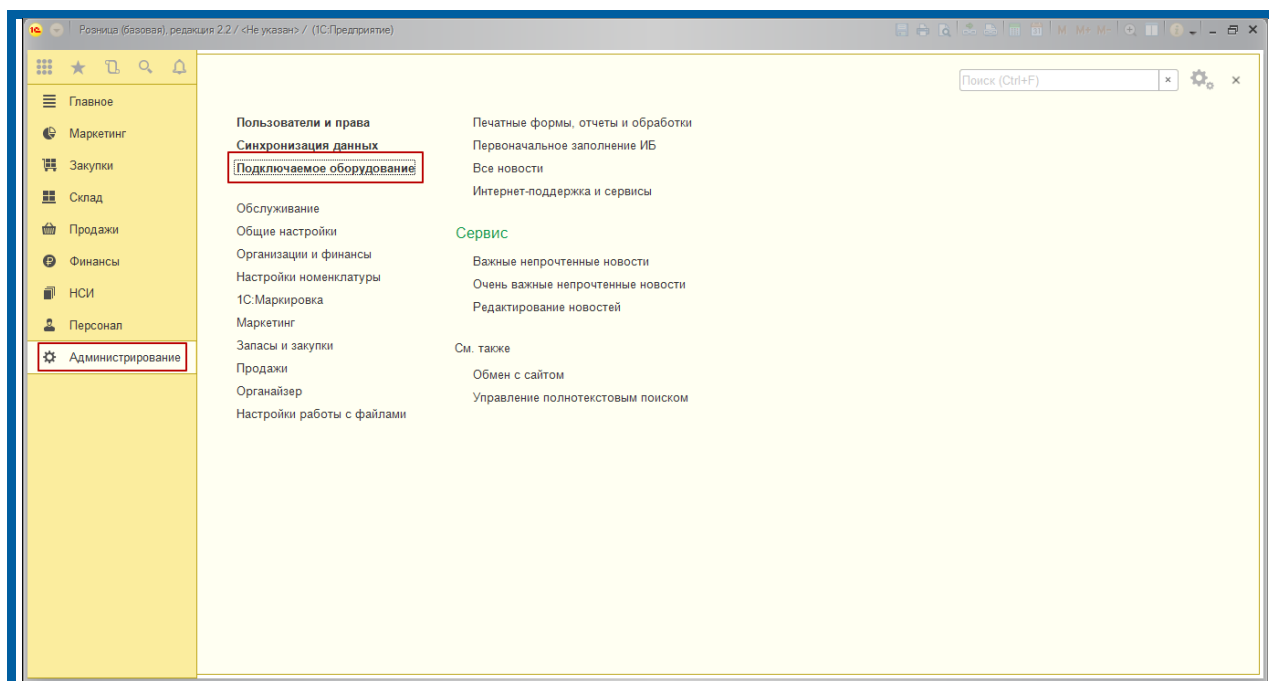 1С Розница (базовая), редакция 2.2 / <Не указан> / (1С:Предприятие)
M M+ M-
Поиск (Ctrl+F)
Главное
Маркетинг
Закупки
Склад
Продажи
Финансы
НСИ
Персонал
Администрирование
Пользователи и права
Синхронизация данных
Подключаемое оборудование
Обслуживание
Общие настройки
Организации и финансы
Настройки номенклатуры
1С:Маркировка
Маркетинг
Запасы и закупки
Продажи
Органайзер
Настройки работы с файлами
Печатные формы, отчеты и обработки
Первоначальное заполнение ИБ
Все новости
Интернет-поддержка и сервисы
Сервис
Важные непрочтенные новости
Очень важные непрочтенные новости
Редактирование новостей
См. также
Обмен с сайтом
Управление полнотекстовым поиском